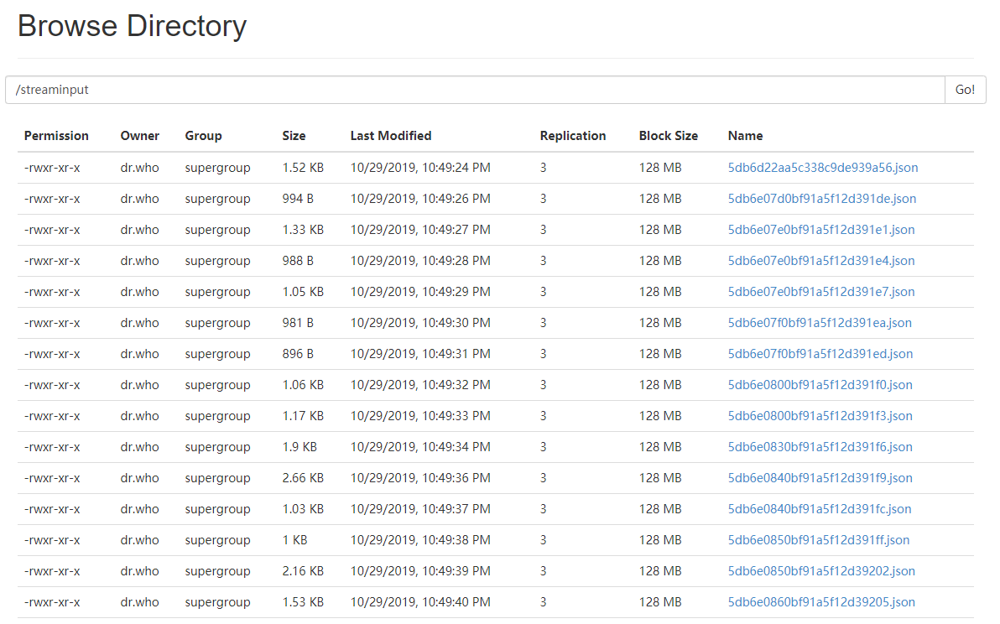 Browse Directory
/streaminput Go!
Permission Owner Group Size Last Modified Replication Block Size Name
-rwxr-xr-x dr.who supergroup 1.52 KB 10/29/2019, 10:49:24 PM 3 128 MB 5db6d22aa5c338c9de939a56.json
-rwxr-xr-x dr.who supergroup 994 B 10/29/2019, 10:49:26 PM 3 128 MB 5db6e07d0bf91a5f12d391de.json
-rwxr-xr-x dr.who supergroup 1.33 KB 10/29/2019, 10:49:27 PM 3 128 MB 5db6e07e0bf91a5f12d391e1.json
-rwxr-xr-x dr.who supergroup 988 B 10/29/2019, 10:49:28 PM 3 128 MB 5db6e07e0bf91a5f12d391e4.json
-rwxr-xr-x dr.who supergroup 1.05 KB 10/29/2019, 10:49:29 PM 3 128 MB 5db6e07e0bf91a5f12d391e7.json
-rwxr-xr-x dr.who supergroup 981 B 10/29/2019, 10:49:30 PM 3 128 MB 5db6e07f0bf91a5f12d391ea.json
-rwxr-xr-x dr.who supergroup 896 B 10/29/2019, 10:49:31 PM 3 128 MB 5db6e07f0bf91a5f12d391ed.json
-rwxr-xr-x dr.who supergroup 1.06 KB 10/29/2019, 10:49:32 PM 3 128 MB 5db6e0800bf91a5f12d391f0.json
-rwxr-xr-x dr.who supergroup 1.17 KB 10/29/2019, 10:49:33 PM 3 128 MB 5db6e0800bf91a5f12d391f3.json
-rwxr-xr-x dr.who supergroup 1.9 KB 10/29/2019, 10:49:34 PM 3 128 MB 5db6e0830bf91a5f12d391f6.json
-rwxr-xr-x dr.who supergroup 2.66 KB 10/29/2019, 10:49:36 PM 3 128 MB 5db6e0840bf91a5f12d391f9.json
-rwxr-xr-x dr.who supergroup 1.03 KB 10/29/2019, 10:49:37 PM 3 128 MB 5db6e0840bf91a5f12d391fc.json
-rwxr-xr-x dr.who supergroup 1 KB 10/29/2019, 10:49:38 PM 3 128 MB 5db6e0850bf91a5f12d391ff.json
-rwxr-xr-x dr.who supergroup 2.16 KB 10/29/2019, 10:49:39 PM 3 128 MB 5db6e0850bf91a5f12d39202.json
-rwxr-xr-x dr.who supergroup 1.53 KB 10/29/2019, 10:49:40 PM 3 128 MB 5db6e0860bf91a5f12d39205.json